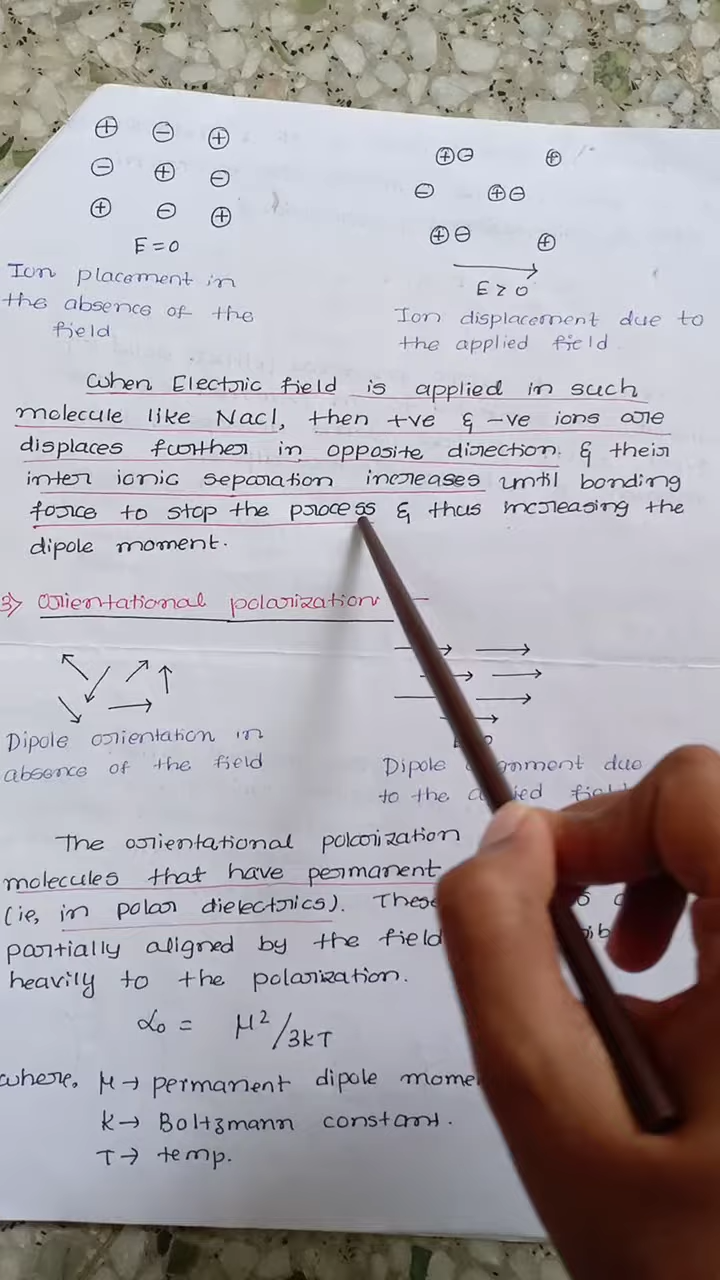 ⊕ ⊖ ⊕
⊖ ⊕ ⊖
⊕ ⊖ ⊕
E=0
Ion placement in
the absence of the
field
⊕⊖ ⊕
⊖ ⊕⊖
⊕⊖ ⊕
E≥0
Ion displacement due to
the applied field.
When Electric field is applied in such
molecule like Nacl, then +ve & -ve ions are
displaces further in opposite direction. & their
inter ionic separation increases until bonding
force to stop the process & thus increasing the
dipole moment.
3) Orientational polarization
Dipole orientation in
absence of the field
Dipole due
to the
The orientational polarization
molecules that have permanent
(ie, in polar dielectrics). These
partially aligned by the field
heavily to the polarization.
α₀ = μ²/3kT
where, μ→ permanent dipole
k→ Boltzmann constant.
T→ temp.